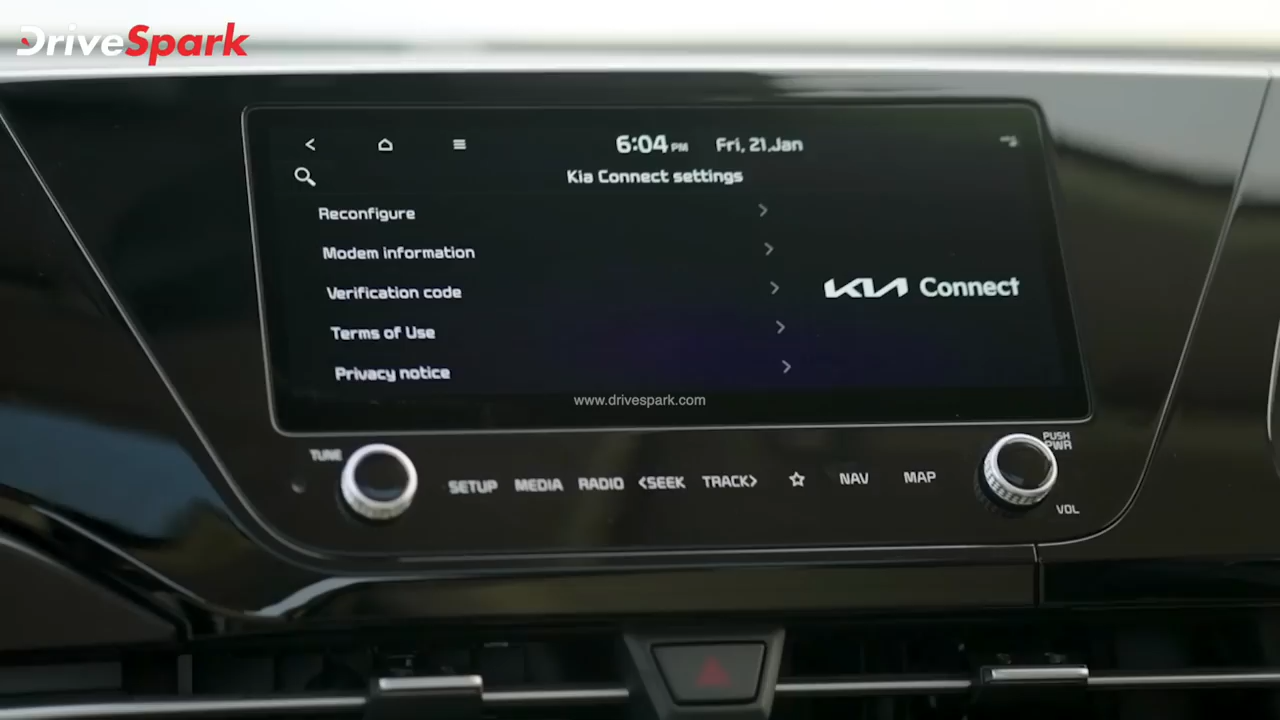 DriveSpark
6:04 PM Fri, 21.Jan
Kia Connect settings
Reconfigure
Modem information
Verification code
Terms of Use
Privacy notice
KIA Connect
www.drivespark.com
TUNE
SETUP MEDIA RADIO <SEEK TRACK> ☆ NAV MAP
PUSH
PWR
VOL